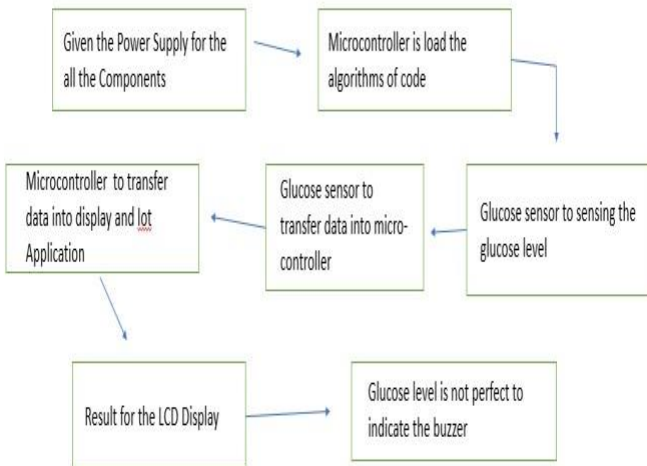 Given the Power Supply for the
all the Components
Microcontroller is load the
algorithms of code
Glucose sensor to sensing the
glucose level
Glucose sensor to
transfer data into micro-
controller
Microcontroller to transfer
data into display and Iot
Application
Result for the LCD Display
Glucose level is not perfect to
indicate the buzzer